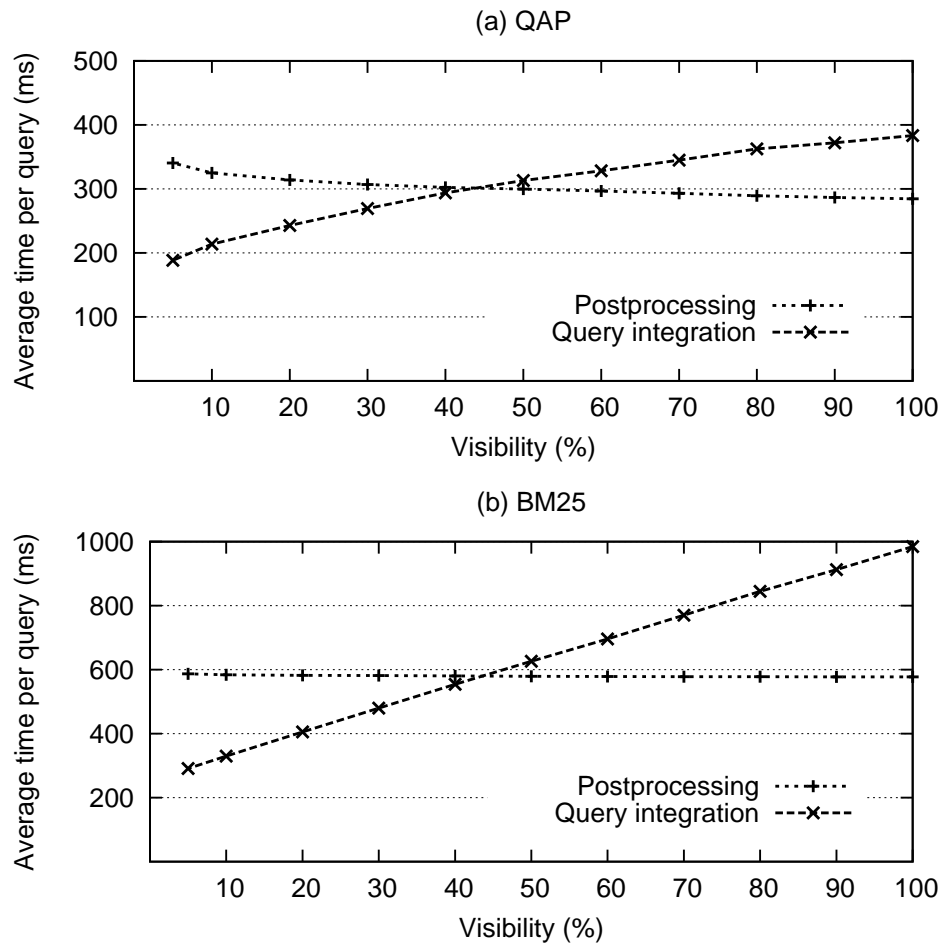 (a) QAP
Average time per query (ms)
500
400
300
200
100
Postprocessing
Query integration
10 20 30 40 50 60 70 80 90 100
Visibility (%)
(b) BM25
Average time per query (ms)
1000
800
600
400
200
Postprocessing
Query integration
10 20 30 40 50 60 70 80 90 100
Visibility (%)